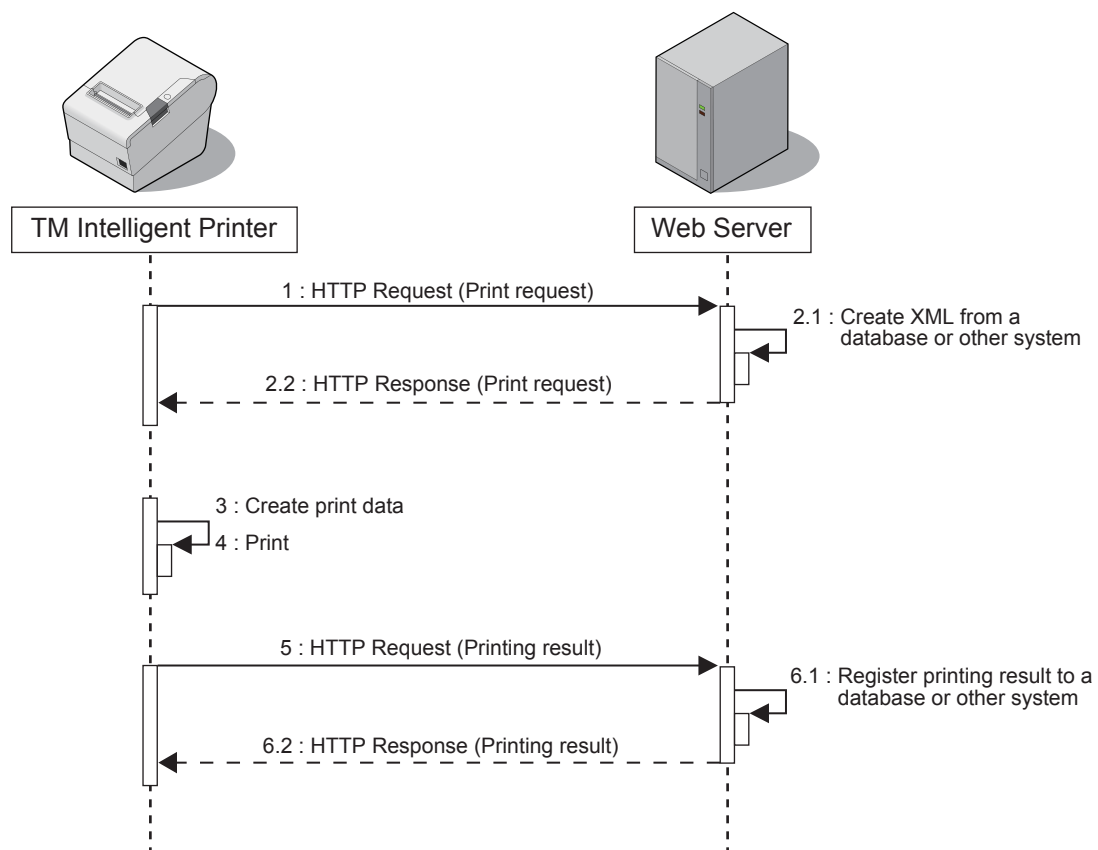 TM Intelligent Printer
Web Server
1 : HTTP Request (Print request)
2.1 : Create XML from a
database or other system
2.2 : HTTP Response (Print request)
3 : Create print data
4 : Print
5 : HTTP Request (Printing result)
6.1 : Register printing result to a
database or other system
6.2 : HTTP Response (Printing result)